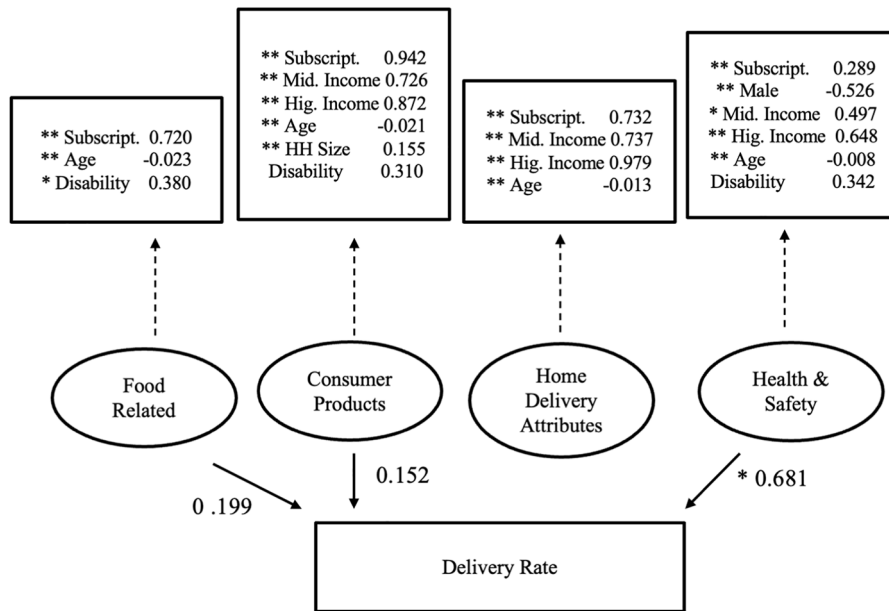 ** Subscript. 0.720
** Age -0.023
* Disability 0.380
** Subscript. 0.942
** Mid. Income 0.726
** Hig. Income 0.872
** Age -0.021
** HH Size 0.155
Disability 0.310
** Subscript. 0.732
** Mid. Income 0.737
** Hig. Income 0.979
** Age -0.013
** Subscript. 0.289
** Male -0.526
* Mid. Income 0.497
** Hig. Income 0.648
** Age -0.008
Disability 0.342
Food
Related
Consumer
Products
Home
Delivery
Attributes
Health &
Safety
0 .199
0.152
* 0.681
Delivery Rate